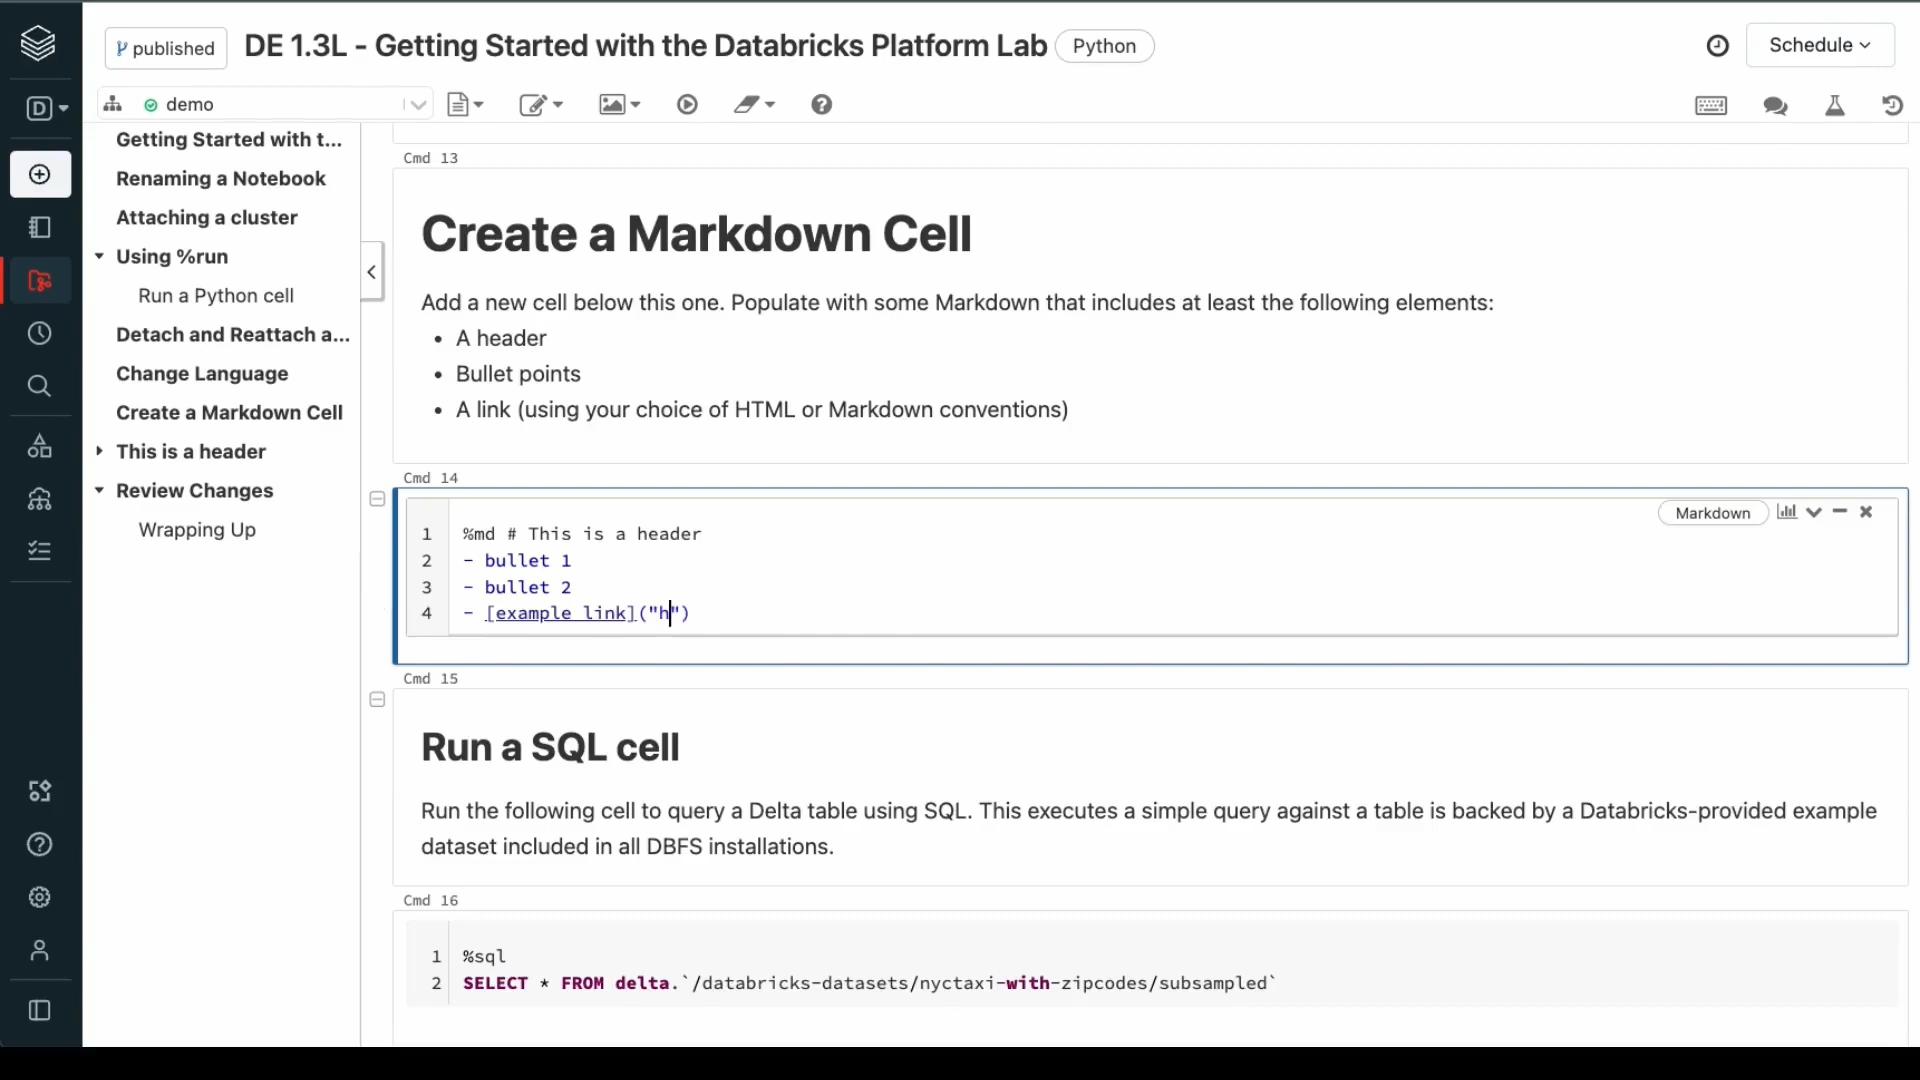 published
DE 1.3L - Getting Started with the Databricks Platform Lab
Python
Schedule
D
demo
Getting Started with t...
Renaming a Notebook
Attaching a cluster
Using %run
Run a Python cell
Detach and Reattach a...
Change Language
Create a Markdown Cell
This is a header
Review Changes
Wrapping Up
Cmd 13
Create a Markdown Cell
Add a new cell below this one. Populate with some Markdown that includes at least the following elements:
• A header
• Bullet points
• A link (using your choice of HTML or Markdown conventions)
Cmd 14
Markdown
1 %md # This is a header
2 - bullet 1
3 - bullet 2
4 - [example link]("h")
Cmd 15
Run a SQL cell
Run the following cell to query a Delta table using SQL. This executes a simple query against a table is backed by a Databricks-provided example
dataset included in all DBFS installations.
Cmd 16
1 %sql
2 SELECT * FROM delta.`/databricks-datasets/nyctaxi-with-zipcodes/subsampled`